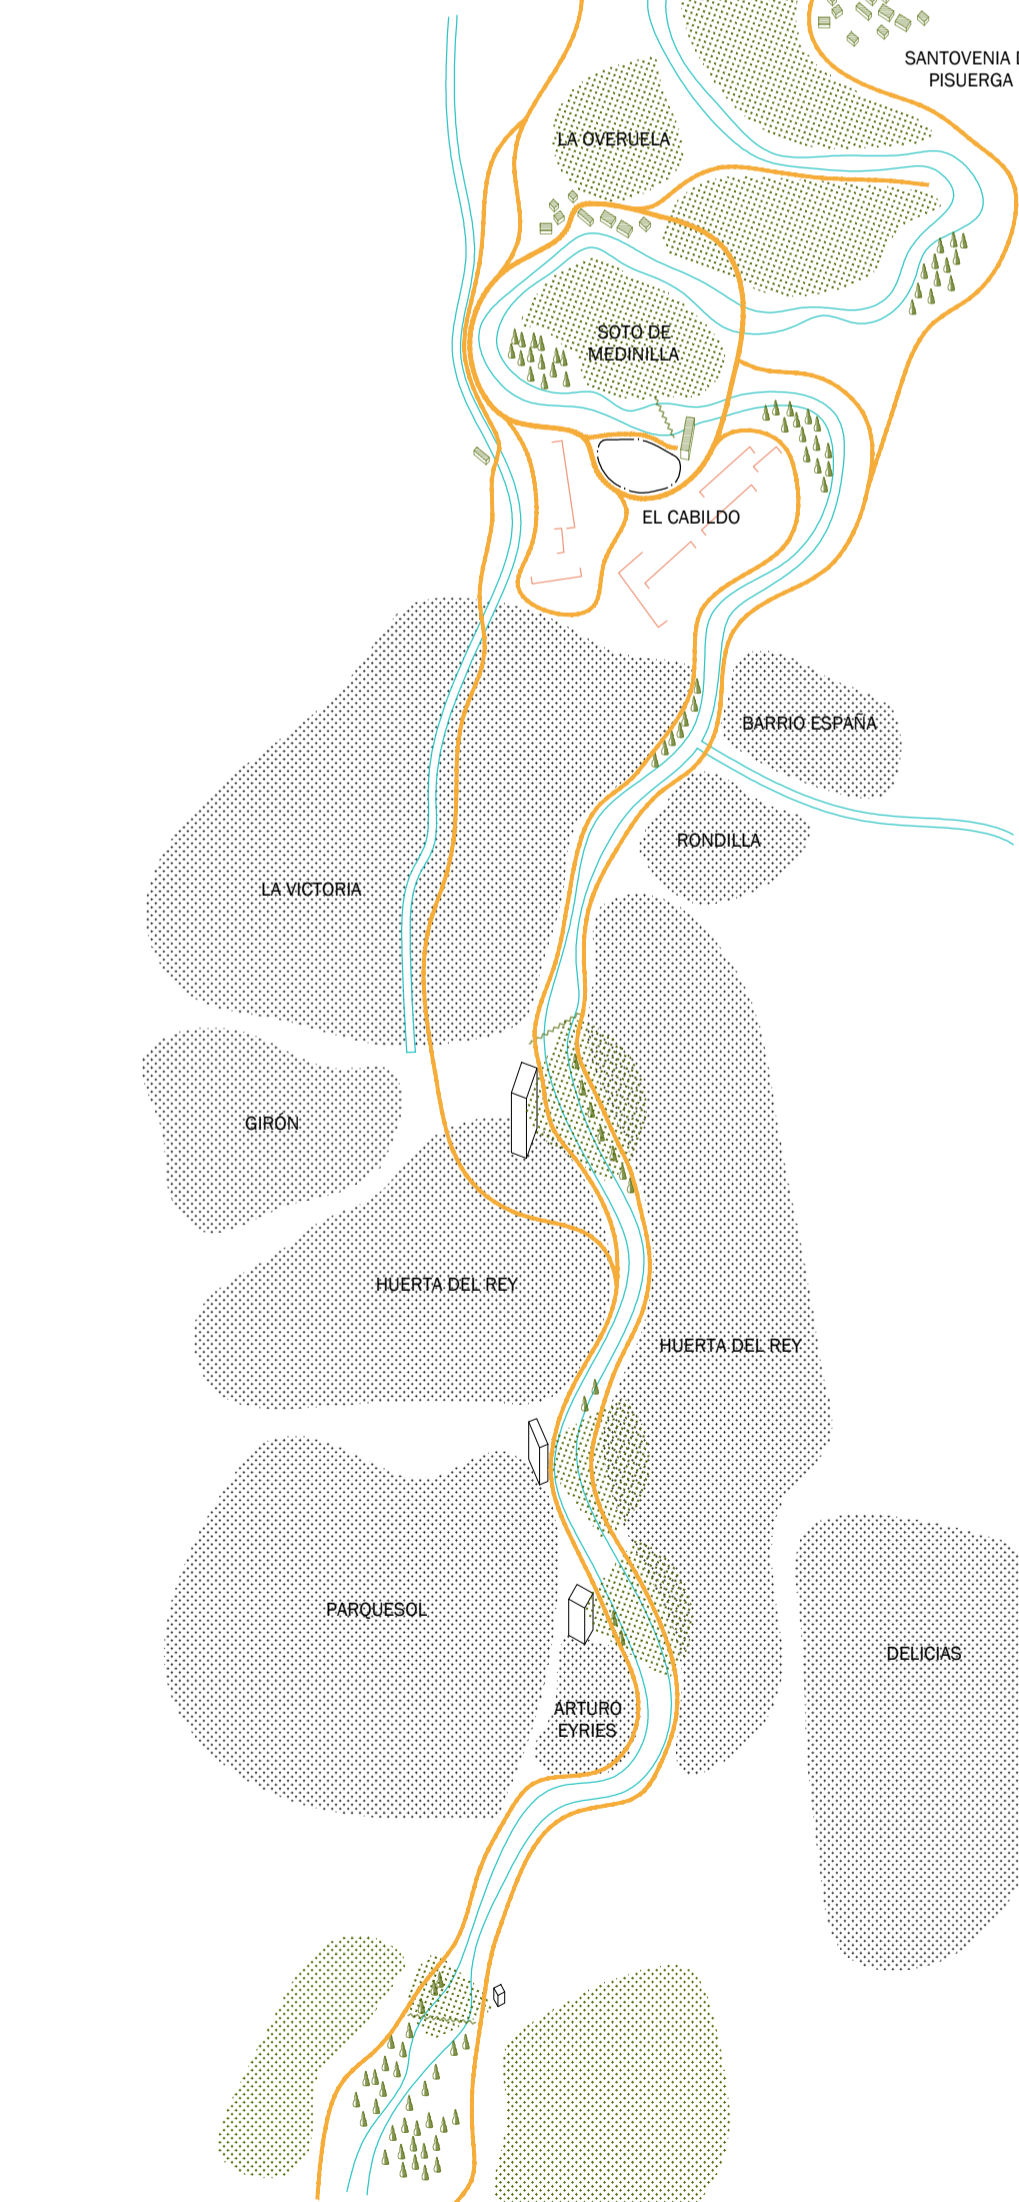 SANTOVENIA D
PISUERGA
LA OVERUELA
SOTO DE
MEDINILLA
EL CABILDO
BARRIO ESPAÑA
RONDILLA
LA VICTORIA
GIRÓN
HUERTA DEL REY
HUERTA DEL REY
PARQUESOL
DELICIAS
ARTURO
EYRIES